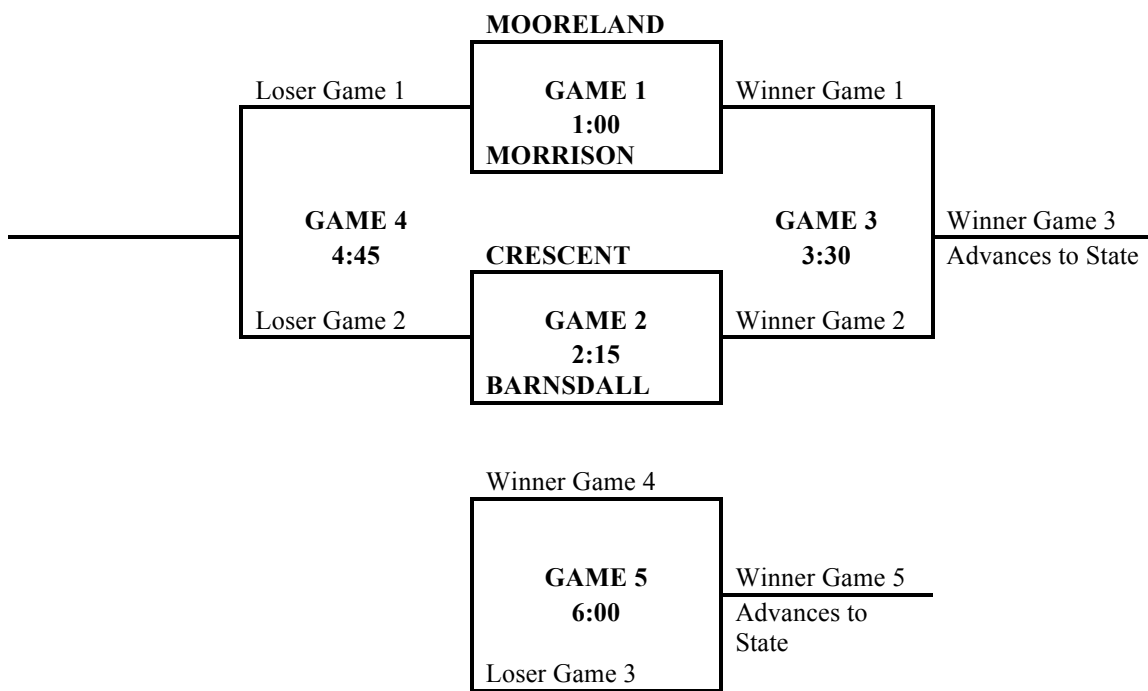 MOORELAND
Loser Game 1
GAME 1
Winner Game 1
1:00
MORRISON
GAME 4
GAME 3
Winner Game 3
4:45
CRESCENT
3:30
Advances to State
Loser Game 2
GAME 2
Winner Game 2
2:15
BARNSDALL
Winner Game 4
GAME 5
Winner Game 5
6:00
Advances to
State
Loser Game 3